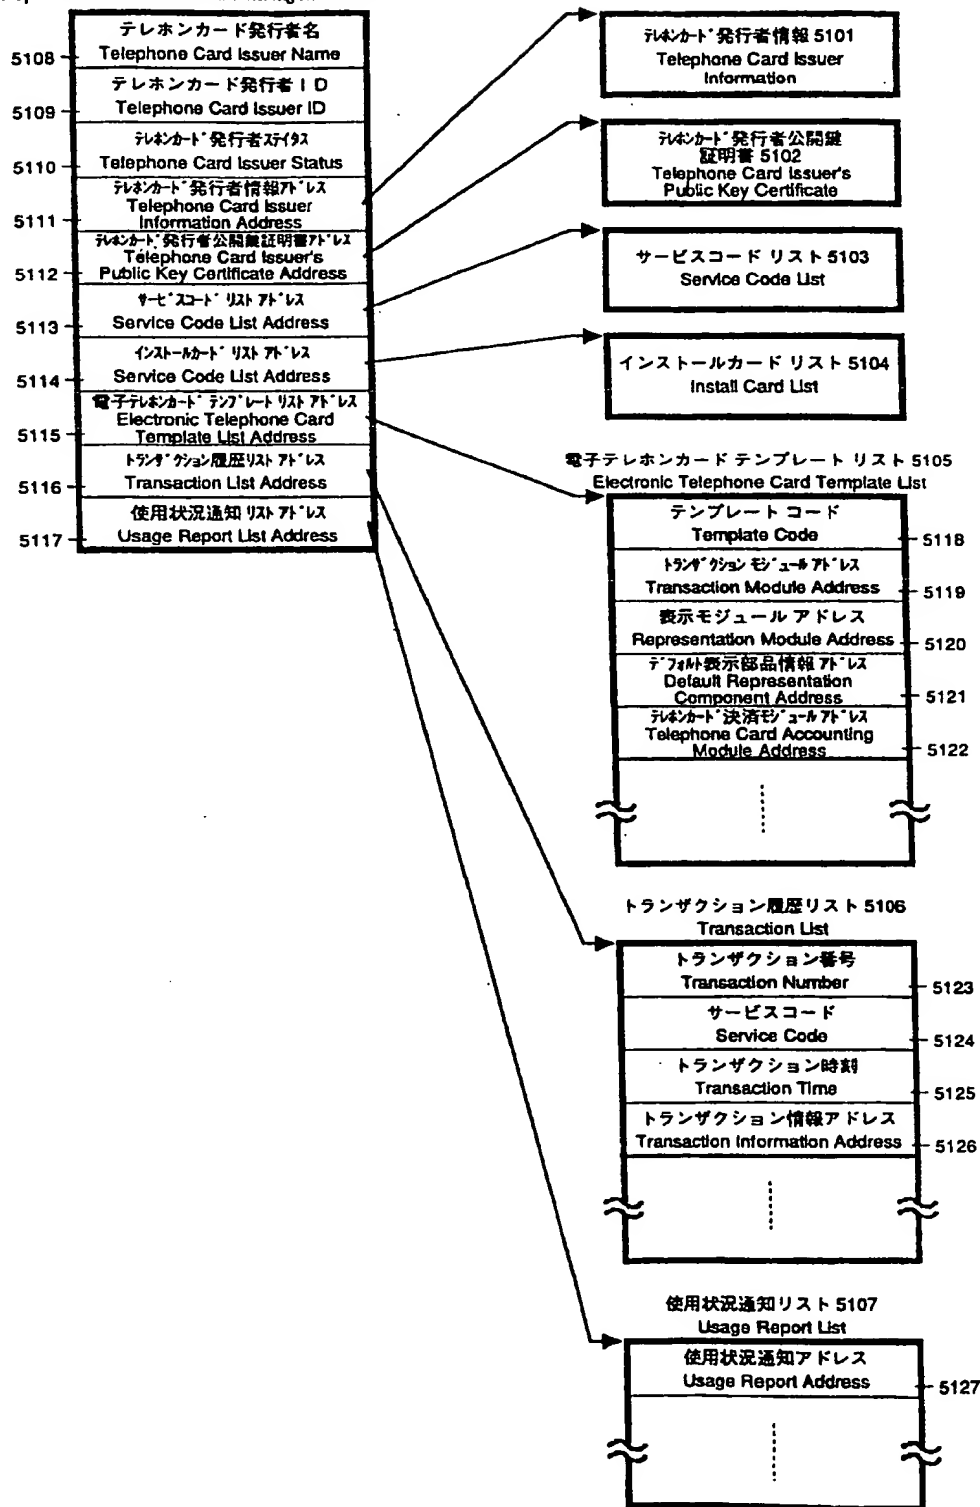 テレホンカード発行者名
5108
Telephone Card Issuer Name
テレホンカード発行者ID
5109
Telephone Card Issuer ID
テレホンカード発行者ステイタス
5110
Telephone Card Issuer Status
テレホンカード発行者情報アドレス
Telephone Card Issuer
5111
Information Address
テレホンカード発行者公開鍵証明書アドレス
Telephone Card Issuer's
5112
Public Key Certificate Address
サービスコード リスト アドレス
5113
Service Code List Address
インストールカード リスト アドレス
5114
Service Code List Address
電子テレホンカード テンプレート リスト アドレス
Electronic Telephone Card
5115
Template List Address
トランザクション履歴リスト アドレス
5116
Transaction List Address
使用状況通知 リスト アドレス
5117
Usage Report List Address
テレホンカード発行者情報 5101
Telephone Card Issuer
Information
テレホンカード発行者公開鍵
証明書 5102
Telephone Card Issuer's
Public Key Certificate
サービスコード リスト 5103
Service Code List
インストールカード リスト 5104
Install Card List
電子テレホンカード テンプレート リスト 5105
Electronic Telephone Card Template List
テンプレート コード
Template Code
5118
トランザクション モジュール アドレス
Transaction Module Address
5119
表示モジュール アドレス
Representation Module Address
5120
デフォルト表示部品情報 アドレス
Default Representation
Component Address
5121
テレホンカード決済モジュール アドレス
Telephone Card Accounting
Module Address
5122
トランザクション履歴リスト 5106
Transaction List
トランザクション番号
Transaction Number
5123
サービスコード
Service Code
5124
トランザクション時刻
Transaction Time
5125
トランザクション情報アドレス
Transaction Information Address
5126
使用状況通知リスト 5107
Usage Report List
使用状況通知アドレス
Usage Report Address
5127